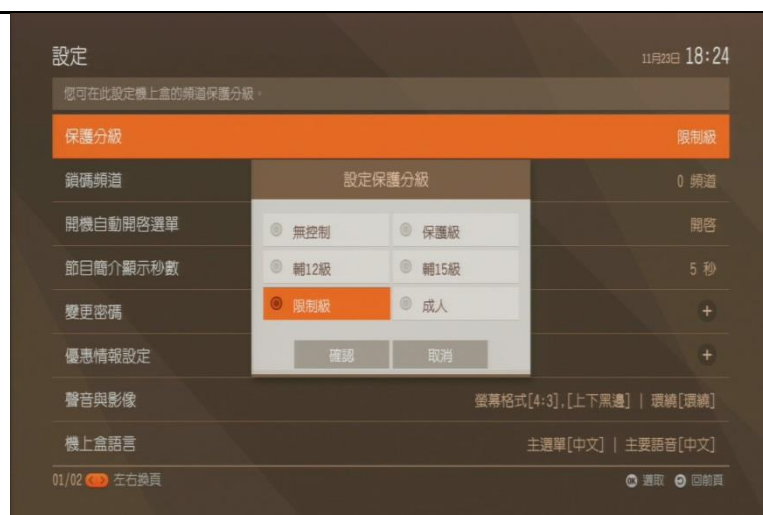 設定
11月23日 18:24
您可在此設定機上盒的頻道保護分級。
保護分級 限制級
鎖碼頻道 0 頻道
設定保護分級
開機自動開啓選單 開啓
無控制 保護級
節目簡介顯示秒數 5 秒
輔12級 輔15級
變更密碼 +
限制級 成人
優惠情報設定 +
確認 取消
聲音與影像 螢幕格式[4:3],[上下黑邊] | 環繞[環繞]
機上盒語言 主選單[中文] | 主要語音[中文]
01/02 左右換頁 OK 選取 回前頁